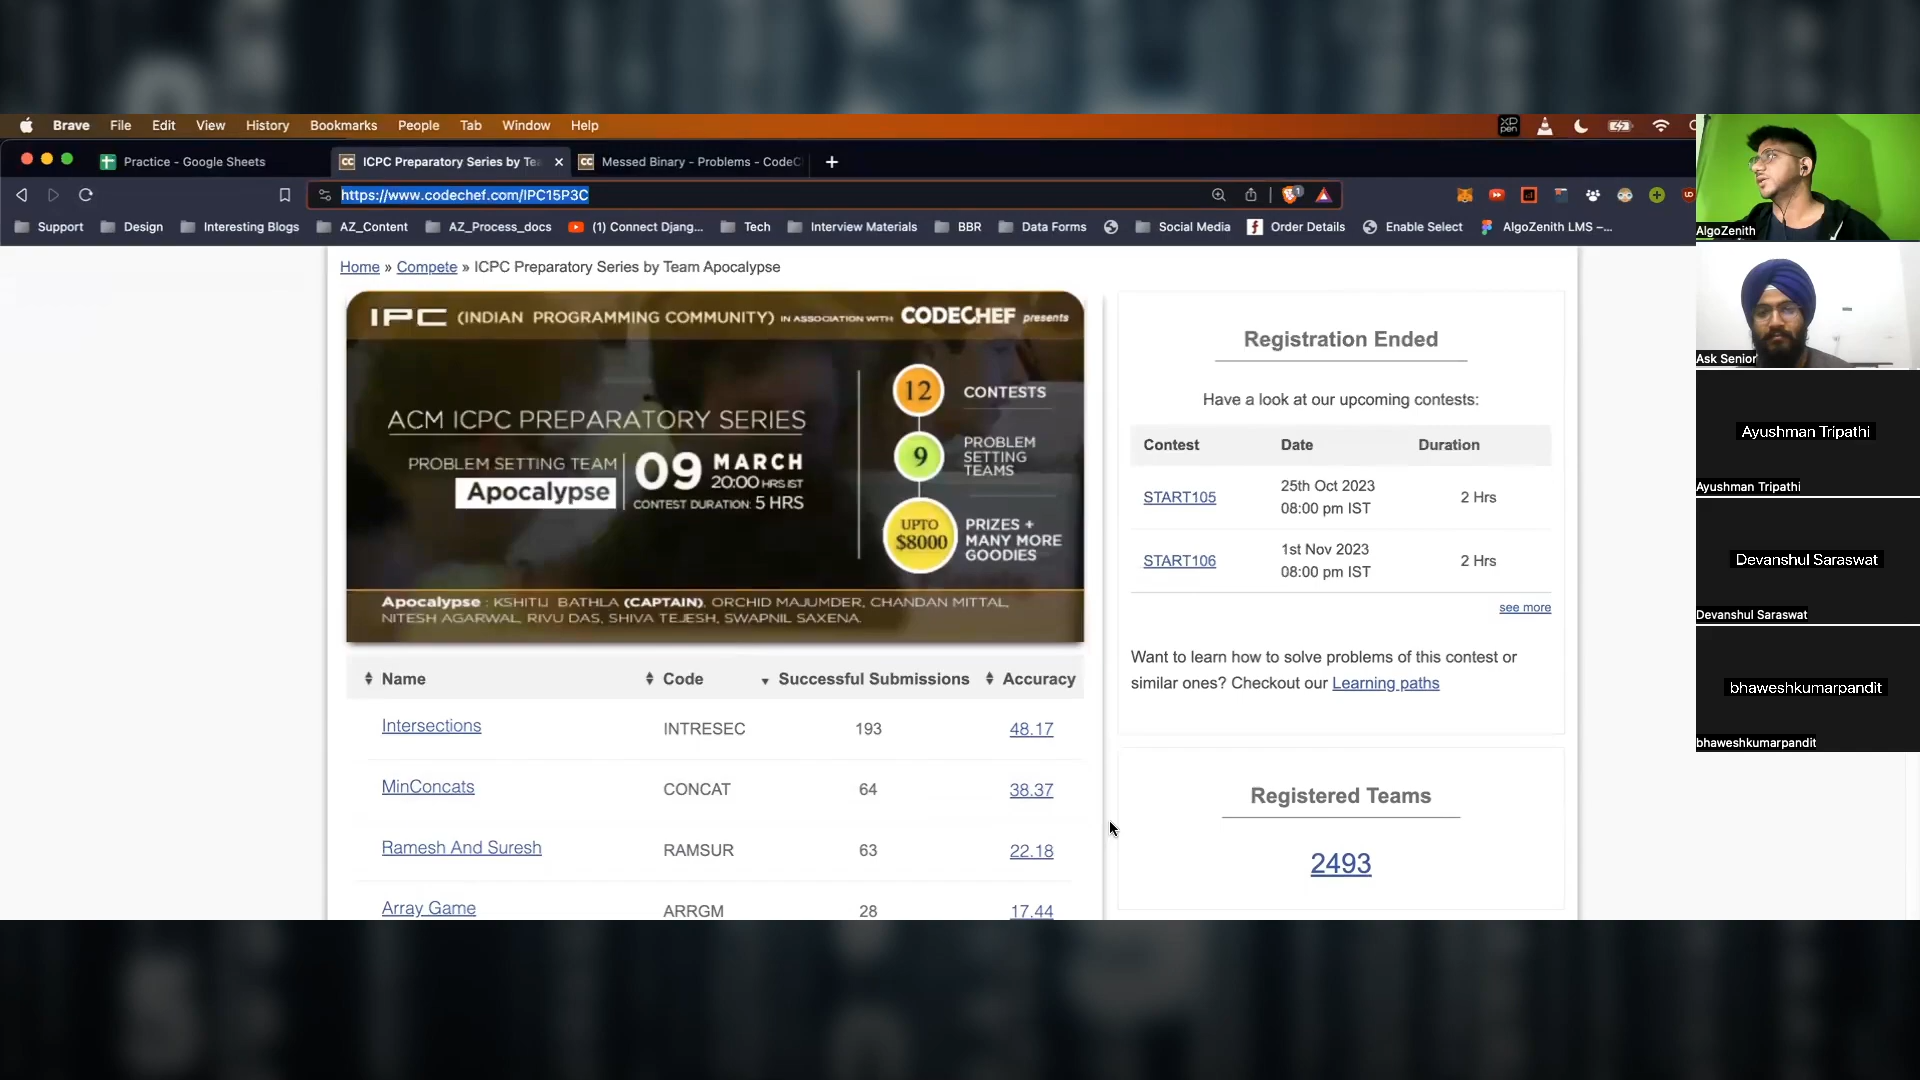 Brave File Edit View History Bookmarks People Tab Window Help
XP
pen
Practice - Google Sheets
CC ICPC Preparatory Series by Te
CC Messed Binary - Problems - CodeC
https://www.codechef.com/IPC15P3C
Support Design Interesting Blogs AZ_Content AZ_Process_docs (1) Connect Djang... Tech Interview Materials BBR Data Forms Social Media Order Details Enable Select AlgoZenith LMS –...
Home » Compete » ICPC Preparatory Series by Team Apocalypse
IPC (INDIAN PROGRAMMING COMMUNITY) IN ASSOCIATION WITH CODECHEF presents
ACM ICPC PREPARATORY SERIES
PROBLEM SETTING TEAM
Apocalypse
09 MARCH
20:00 HRS IST
CONTEST DURATION: 5 HRS
12 CONTESTS
9 PROBLEM
SETTING
TEAMS
UPTO
$8000
PRIZES +
MANY MORE
GOODIES
Apocalypse : KSHITIJ BATHLA (CAPTAIN), ORCHID MAJUMDER, CHANDAN MITTAL,
NITESH AGARWAL, RIVU DAS, SHIVA TEJESH, SWAPNIL SAXENA.
Name Code Successful Submissions Accuracy
Intersections INTRESEC 193 48.17
MinConcats CONCAT 64 38.37
Ramesh And Suresh RAMSUR 63 22.18
Array Game ARRGM 28 17.44
Registration Ended
Have a look at our upcoming contests:
Contest Date Duration
START105 25th Oct 2023
08:00 pm IST 2 Hrs
START106 1st Nov 2023
08:00 pm IST 2 Hrs
see more
Want to learn how to solve problems of this contest or
similar ones? Checkout our Learning paths
Registered Teams
2493
AlgoZenith
Ask Senior
Ayushman Tripathi
Ayushman Tripathi
Devanshul Saraswat
Devanshul Saraswat
bhaweshkumarpandit
bhaweshkumarpandit